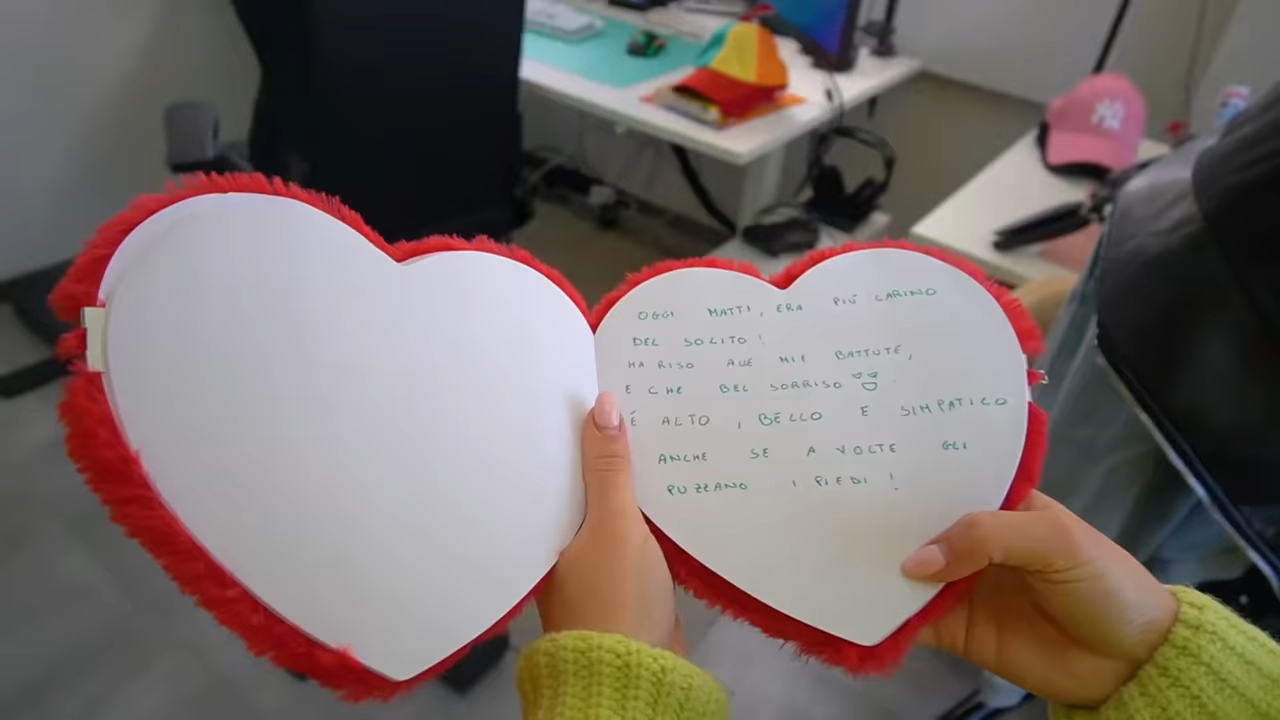 OGGI MATTI, ERA PIÙ CARINO
DEL SOLITO!
HA RISO ALLE MIE BATTUTE,
E CHE BEL SORRISO
É ALTO, BELLO E SIMPATICO
ANCHE SE A VOLTE GLI
PUZZANO I PIEDI!
NY